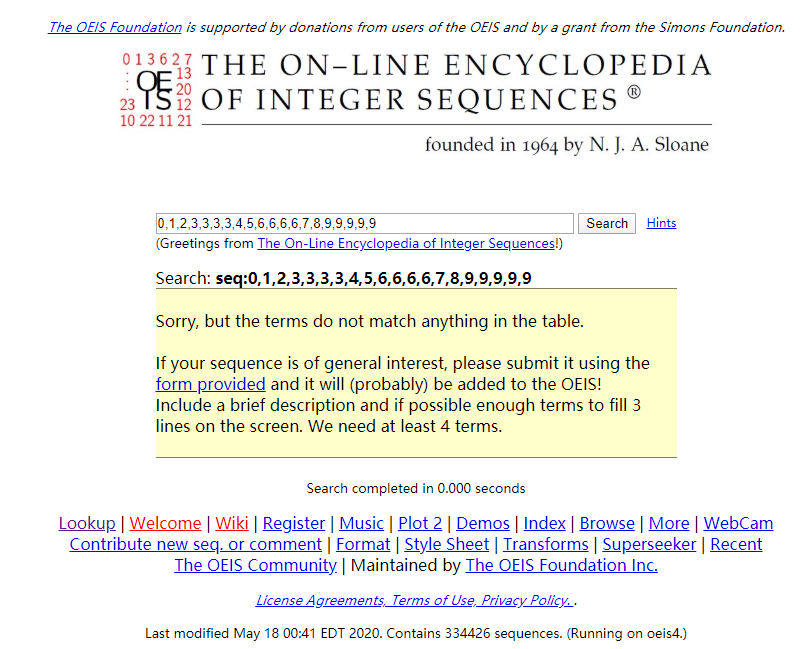 The OEIS Foundation is supported by donations from users of the OEIS and by a grant from the Simons Foundation.
0 1 3 6 2 7
: OE 13
: IS 20
23 12
10 22 11 21
THE ON–LINE ENCYCLOPEDIA
OF INTEGER SEQUENCES ®
founded in 1964 by N. J. A. Sloane
0,1,2,3,3,3,3,4,5,6,6,6,6,7,8,9,9,9,9,9 Search Hints
(Greetings from The On-Line Encyclopedia of Integer Sequences!)
Search: seq:0,1,2,3,3,3,3,4,5,6,6,6,6,7,8,9,9,9,9,9
Sorry, but the terms do not match anything in the table.
If your sequence is of general interest, please submit it using the
form provided and it will (probably) be added to the OEIS!
Include a brief description and if possible enough terms to fill 3
lines on the screen. We need at least 4 terms.
Search completed in 0.000 seconds
Lookup | Welcome | Wiki | Register | Music | Plot 2 | Demos | Index | Browse | More | WebCam
Contribute new seq. or comment | Format | Style Sheet | Transforms | Superseeker | Recent
The OEIS Community | Maintained by The OEIS Foundation Inc.
License Agreements, Terms of Use, Privacy Policy. .
Last modified May 18 00:41 EDT 2020. Contains 334426 sequences. (Running on oeis4.)